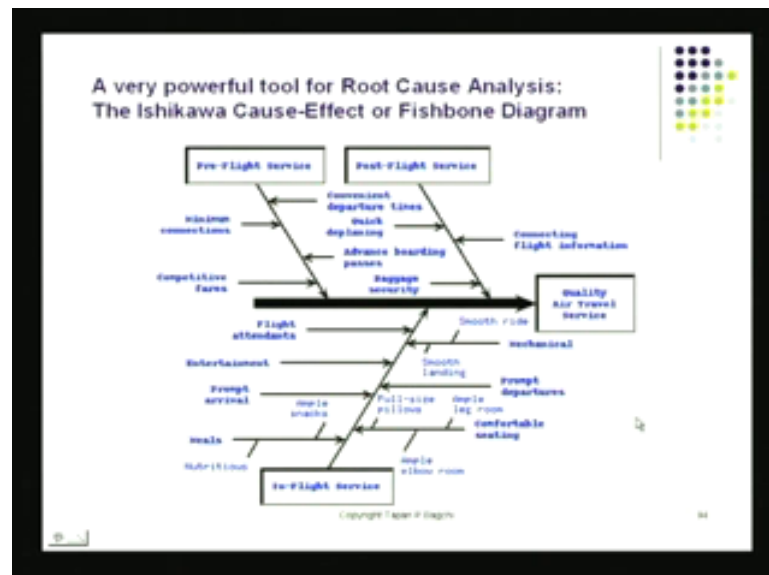 A very powerful tool for Root Cause Analysis:
The Ishikawa Cause-Effect or Fishbone Diagram
Pre-Flight Service
Post-Flight Service
Convenient
departure times
Minimum
connections
Quick
deplaning
Connecting
flight information
Advance boarding
passes
Competitive
fares
Baggage
security
Quality
Air Travel
Service
Flight
attendants
Smooth ride
Mechanical
Entertainment
Smooth
landing
Prompt
arrival
Prompt
departures
Ample
snacks
Full-size
pillows
Ample
leg room
Meals
Comfortable
seating
Nutritious
Ample
elbow room
In-Flight Service
Copyright Tapan P Bagchi